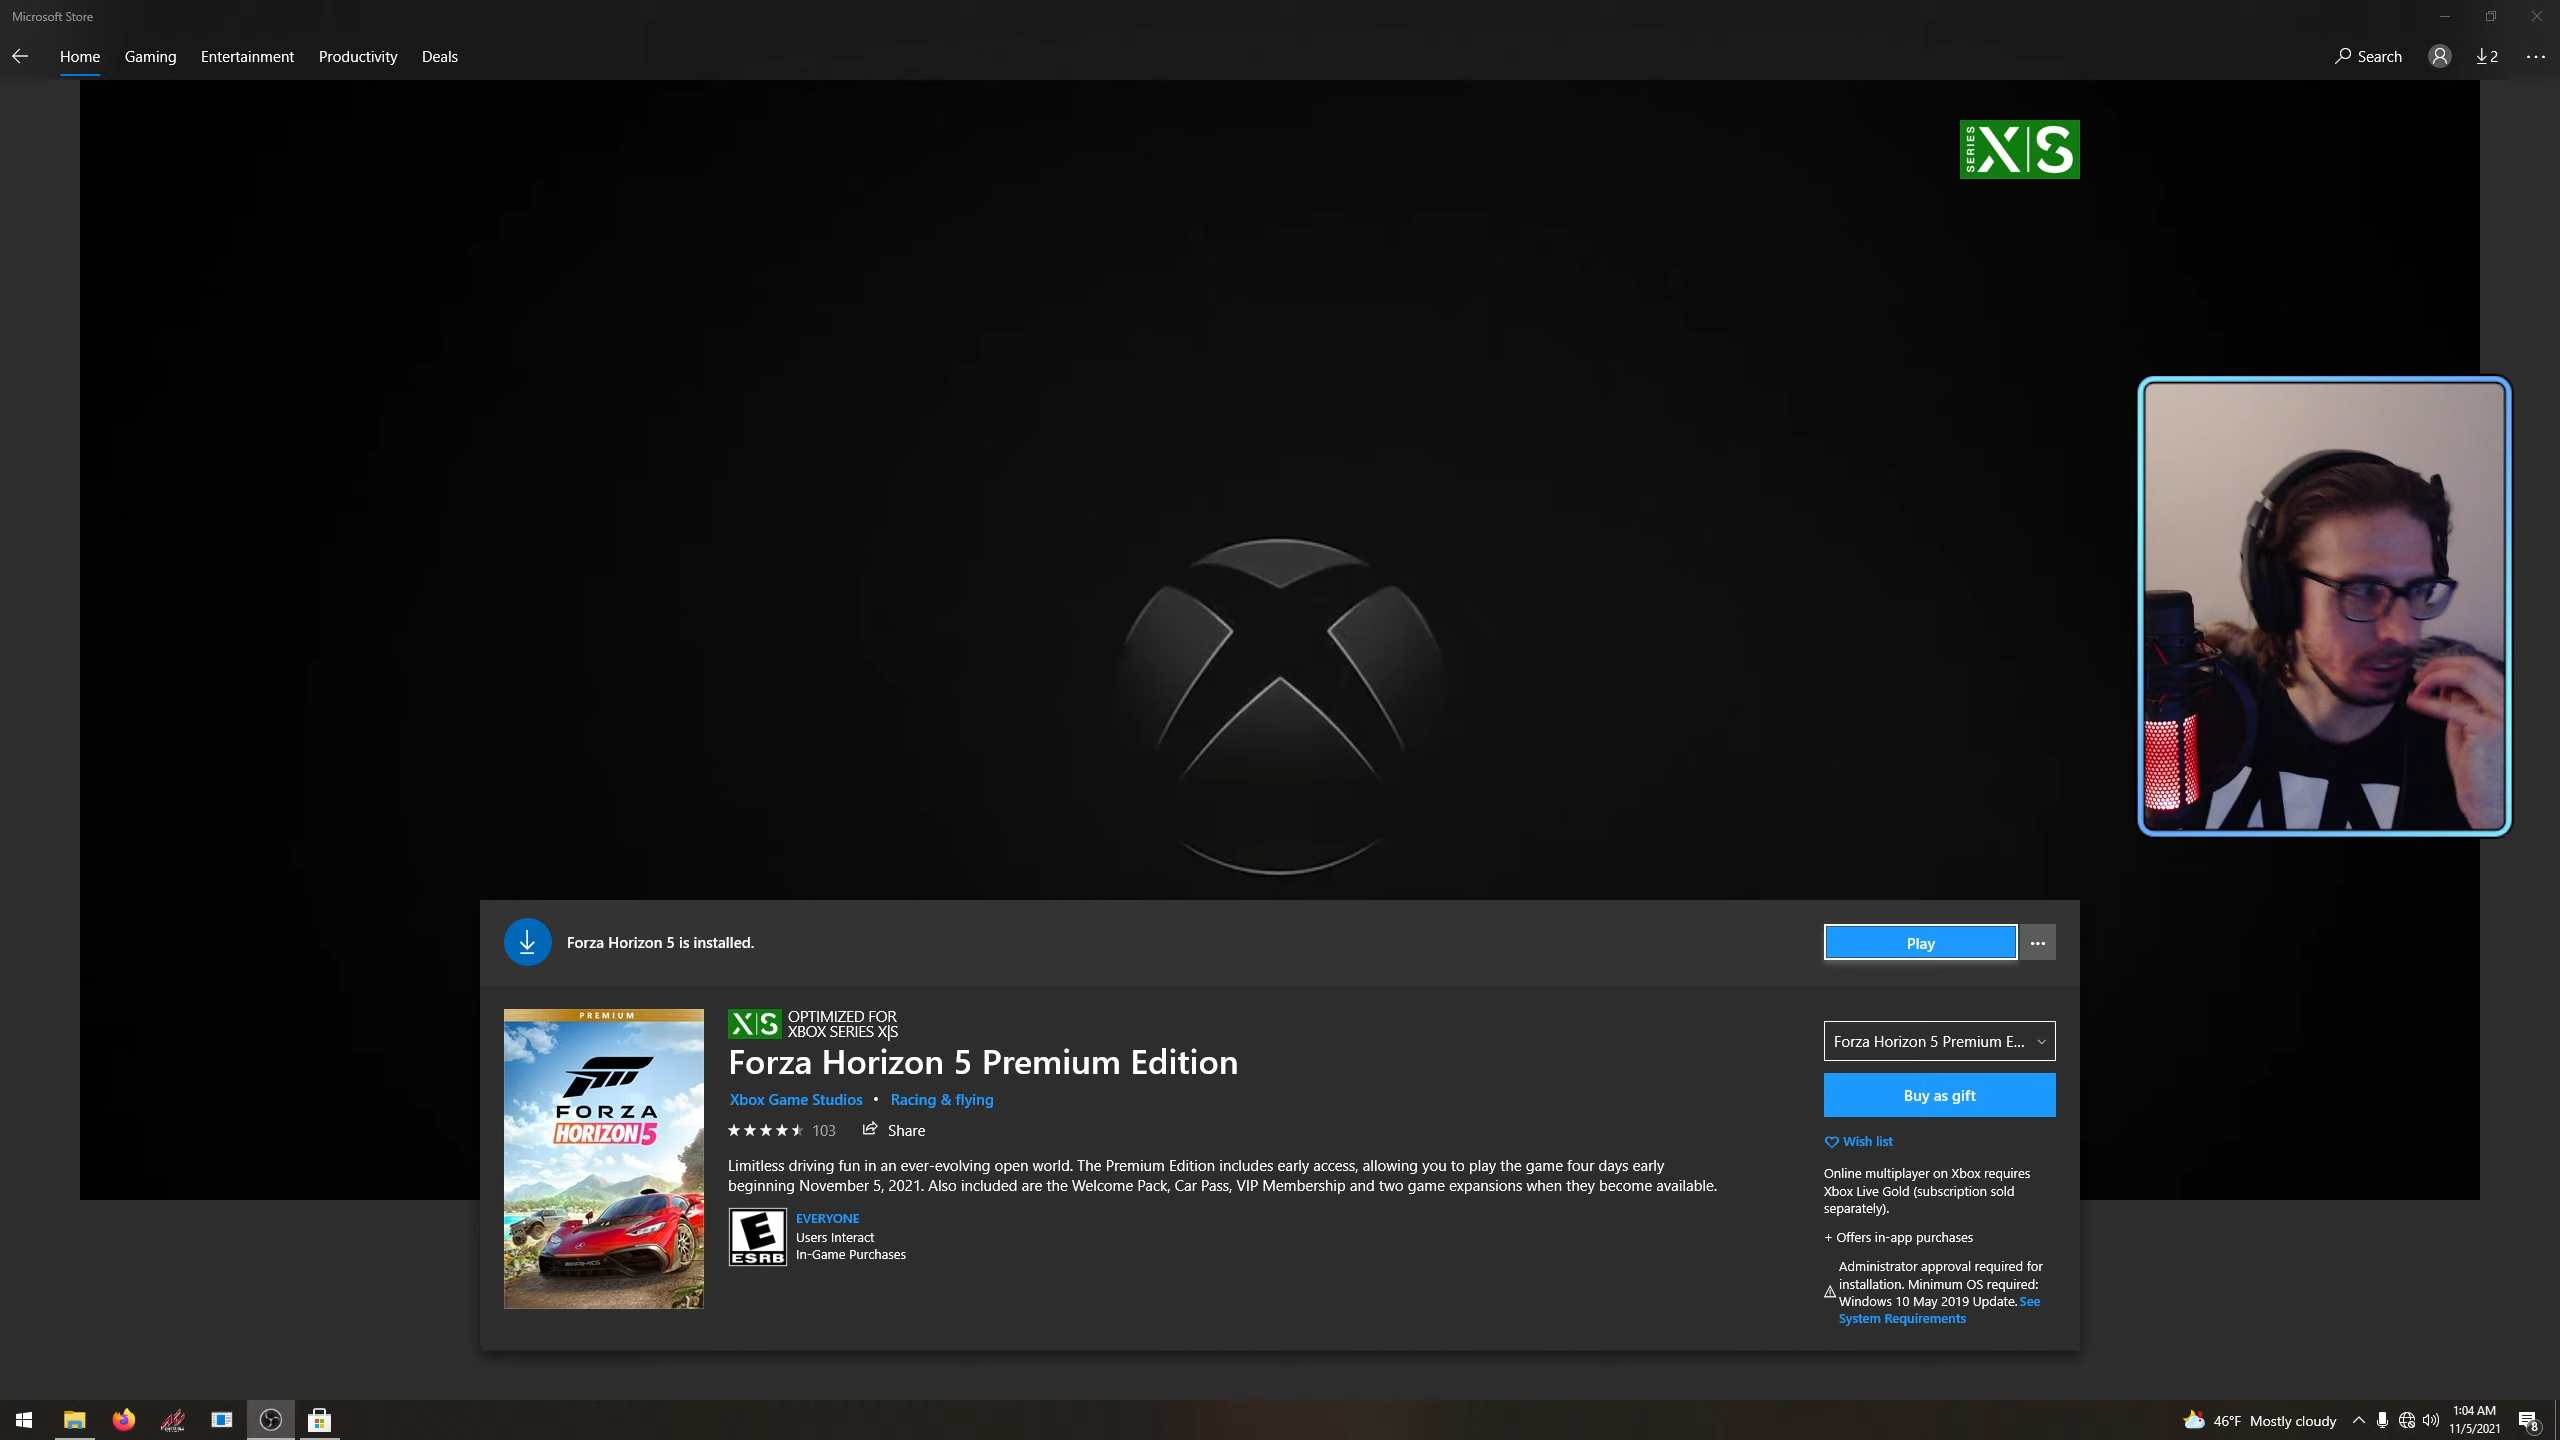 Microsoft Store
Home
Gaming
Entertainment
Productivity
Deals
Search
2
SERIES X|S
Forza Horizon 5 is installed.
Play
PREMIUM
FORZA
HORIZON 5
X|S
OPTIMIZED FOR
XBOX SERIES X|S
Forza Horizon 5 Premium Edition
Xbox Game Studios • Racing & flying
103
Share
Limitless driving fun in an ever-evolving open world. The Premium Edition includes early access, allowing you to play the game four days early
beginning November 5, 2021. Also included are the Welcome Pack, Car Pass, VIP Membership and two game expansions when they become available.
E
ESRB
EVERYONE
Users Interact
In-Game Purchases
Forza Horizon 5 Premium E...
Buy as gift
Wish list
Online multiplayer on Xbox requires
Xbox Live Gold (subscription sold
separately).
+ Offers in-app purchases
Administrator approval required for
installation. Minimum OS required:
Windows 10 May 2019 Update. See
System Requirements
46°F Mostly cloudy
1:04 AM
11/5/2021
8